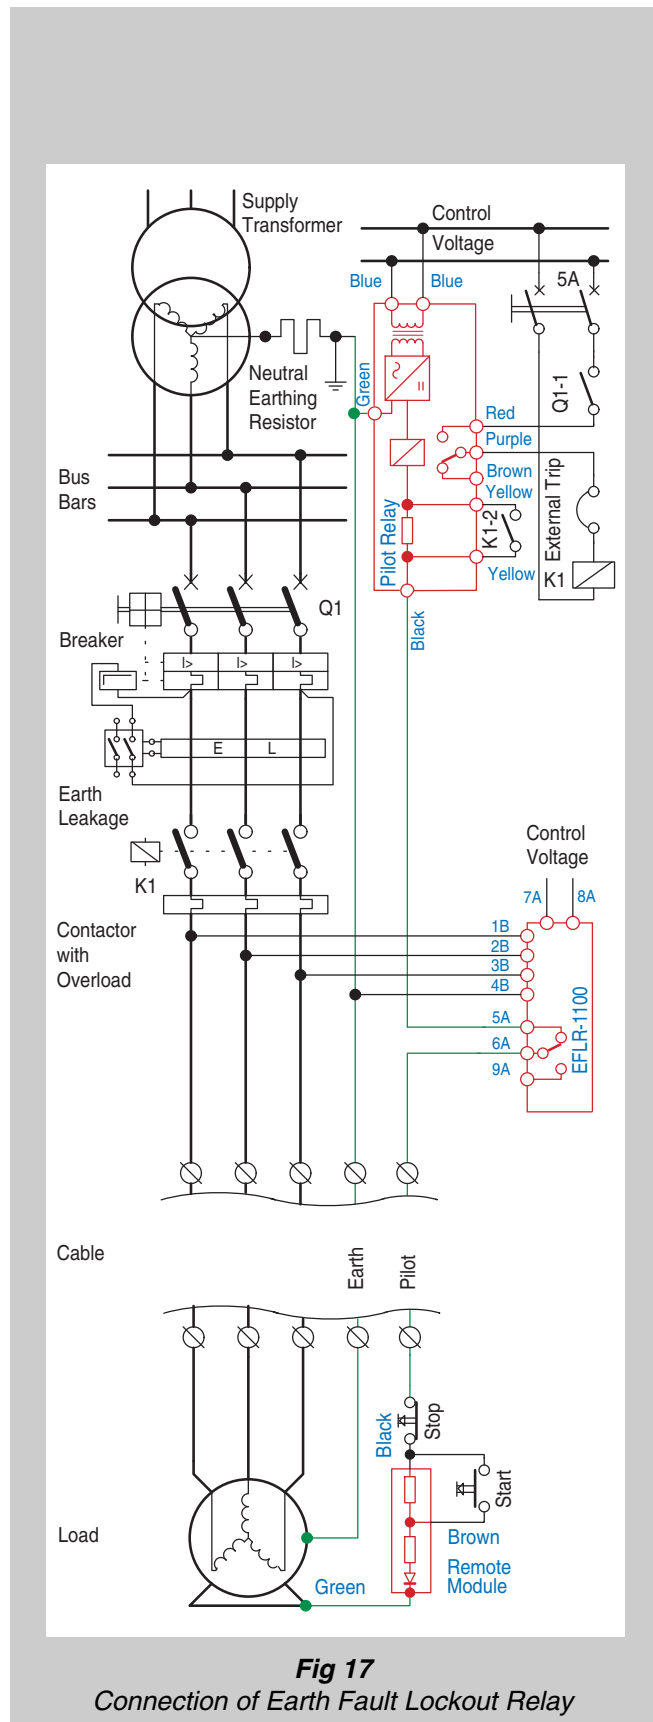 Supply
Transformer
Control
Voltage
Blue
Blue
5A
Green
Neutral
Earthing
Resistor
Q1-1
Red
Purple
Brown
Yellow
Bus
Bars
Pilot Relay
K1-2
External Trip
Yellow
K1
Q1
Black
Breaker
I>
I>
I>
E
L
Earth
Leakage
K1
Control
Voltage
7A
8A
Contactor
with
Overload
1B
2B
3B
4B
5A
6A
9A
EFLR-1100
Cable
Earth
Pilot
Black
Stop
Start
Load
Brown
Green
Remote
Module
Fig 17
Connection of Earth Fault Lockout Relay